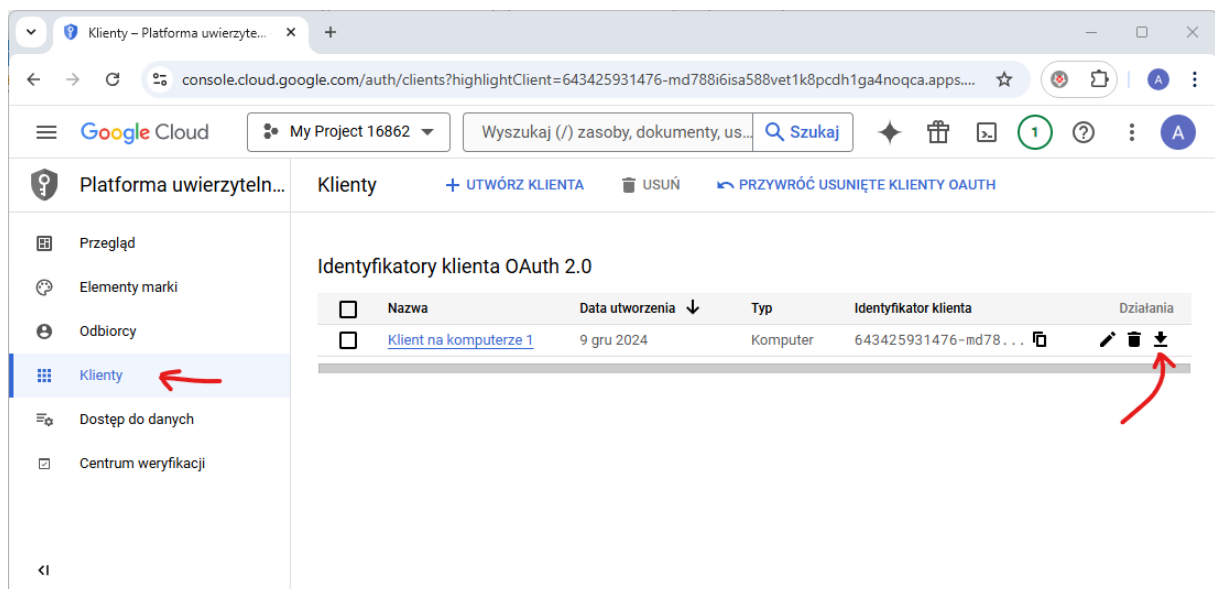 Klienty – Platforma uwierzyte...
console.cloud.google.com/auth/clients?highlightClient=643425931476-md788i6isa588vet1k8pcdh1ga4noqca.apps....
A
Google Cloud
My Project 16862
Wyszukaj (/) zasoby, dokumenty, us...
Szukaj
1
A
Platforma uwierzyteln...
Klienty
UTWÓRZ KLIENTA
USUŃ
PRZYWRÓĆ USUNIĘTE KLIENTY OAUTH
Przegląd
Elementy marki
Odbiorcy
Klienty
Dostęp do danych
Centrum weryfikacji
Identyfikatory klienta OAuth 2.0
Nazwa Data utworzenia Typ Identyfikator klienta Działania
Klient na komputerze 1 9 gru 2024 Komputer 643425931476-md78...